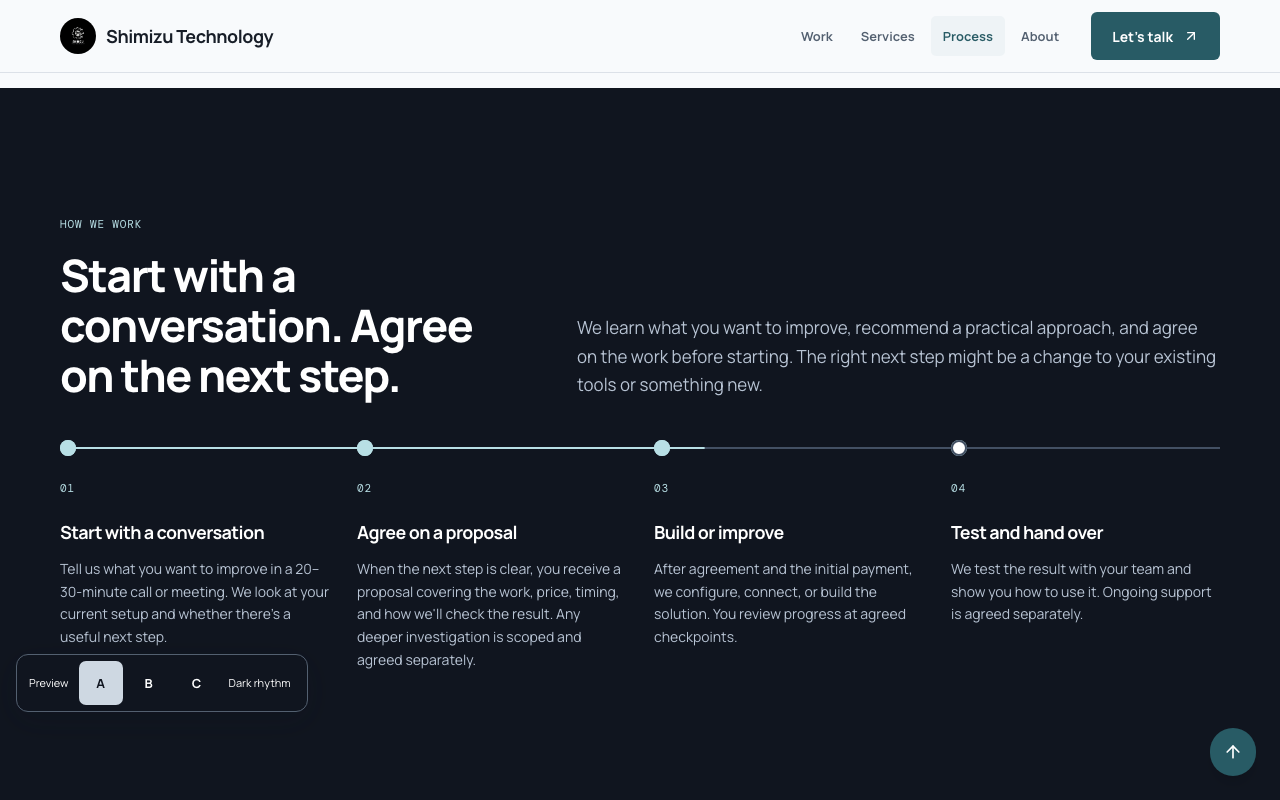 Shimizu Technology
Work
Services
Process
About
Let's talk
HOW WE WORK
Start with a
conversation. Agree
on the next step.
We learn what you want to improve, recommend a practical approach, and agree
on the work before starting. The right next step might be a change to your existing
tools or something new.
01
Start with a conversation
Tell us what you want to improve in a 20–
30-minute call or meeting. We look at your
current setup and whether there's a
useful next step.
02
Agree on a proposal
When the next step is clear, you receive a
proposal covering the work, price, timing,
and how we'll check the result. Any
deeper investigation is scoped and
agreed separately.
03
Build or improve
After agreement and the initial payment,
we configure, connect, or build the
solution. You review progress at agreed
checkpoints.
04
Test and hand over
We test the result with your team and
show you how to use it. Ongoing support
is agreed separately.
Preview
A
B
C
Dark rhythm